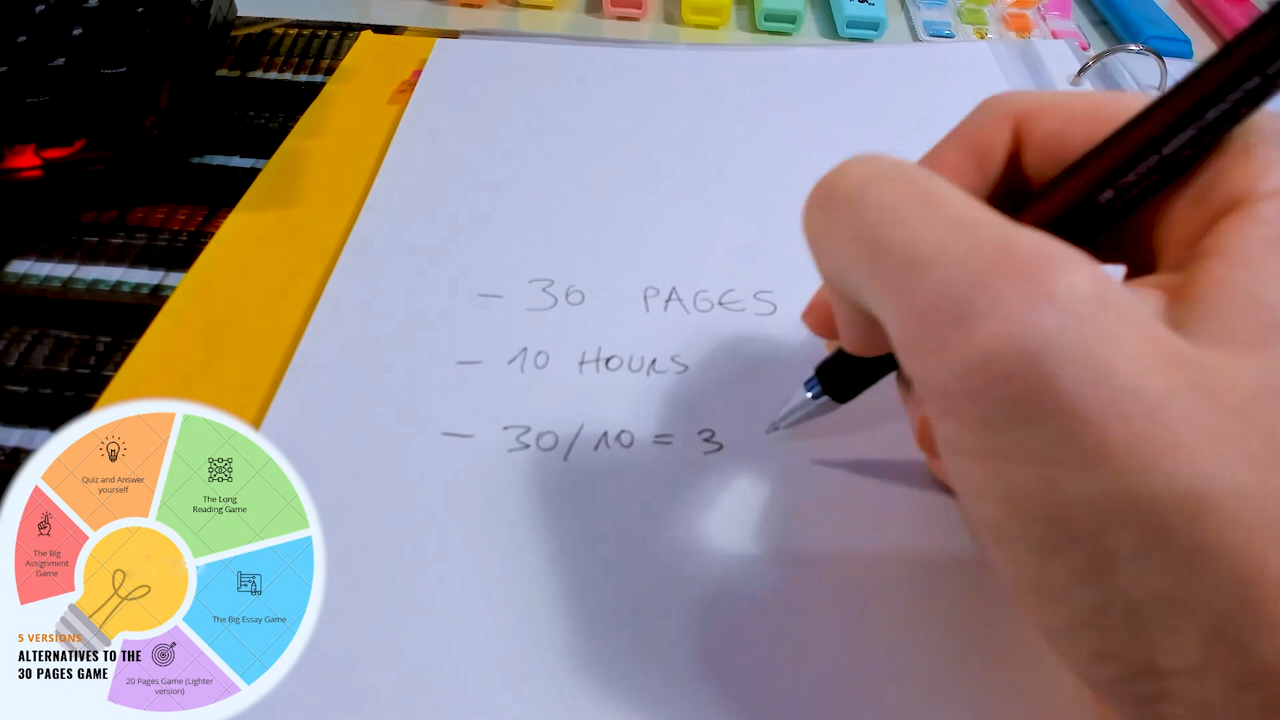 - 30 PAGES
- 10 HOURS
- 30/10 = 3
Quiz and Answer
yourself
The Long
Reading Game
The Big
Assignment
Game
The Big Essay Game
5 VERSIONS
ALTERNATIVES TO THE
30 PAGES GAME
20 Pages Game (Lighter
version)